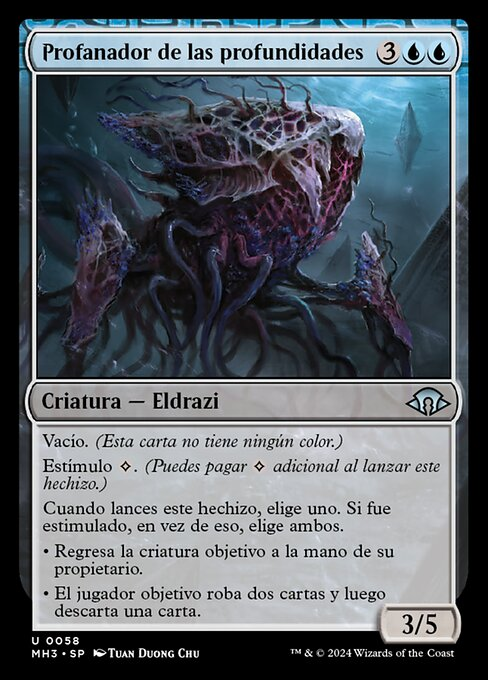 Profanador de las profundidades 3
Criatura — Eldrazi
Vacío. (Esta carta no tiene ningún color.)
Estímulo . (Puedes pagar adicional al lanzar este
hechizo.)
Cuando lances este hechizo, elige uno. Si fue
estimulado, en vez de eso, elige ambos.
• Regresa la criatura objetivo a la mano de su
propietario.
• El jugador objetivo roba dos cartas y luego
descarta una carta.
3/5
U 0058
MH3 • SP Tuan Duong Chu
™ & © 2024 Wizards of the Coast